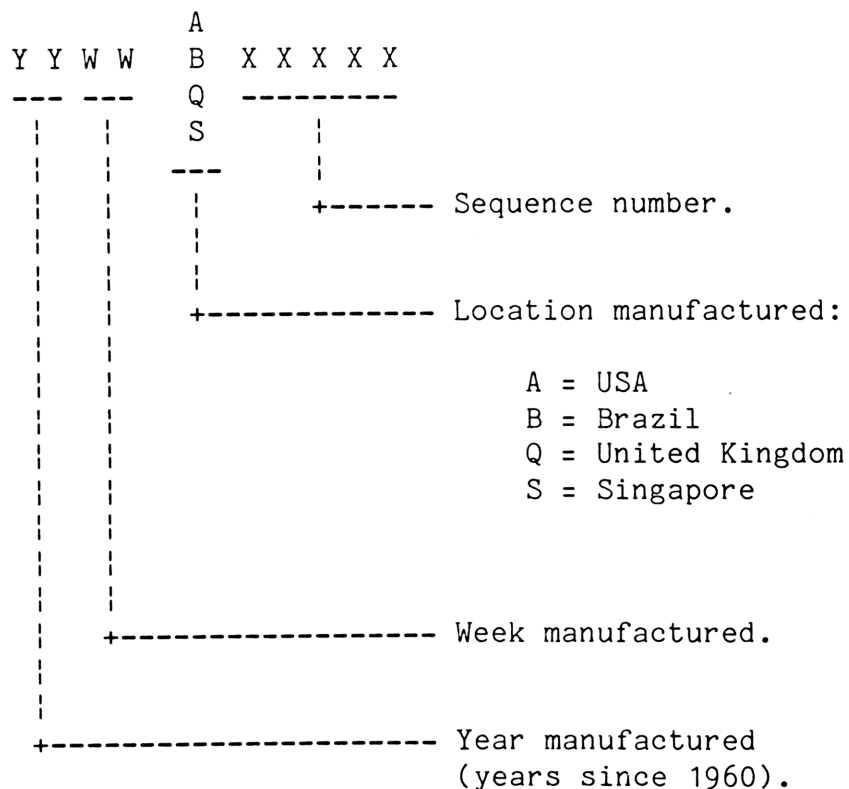 A
Y Y W W B X X X X X
Q
S
Sequence number.
Location manufactured:
A = USA
B = Brazil
Q = United Kingdom
S = Singapore
Week manufactured.
Year manufactured
(years since 1960).